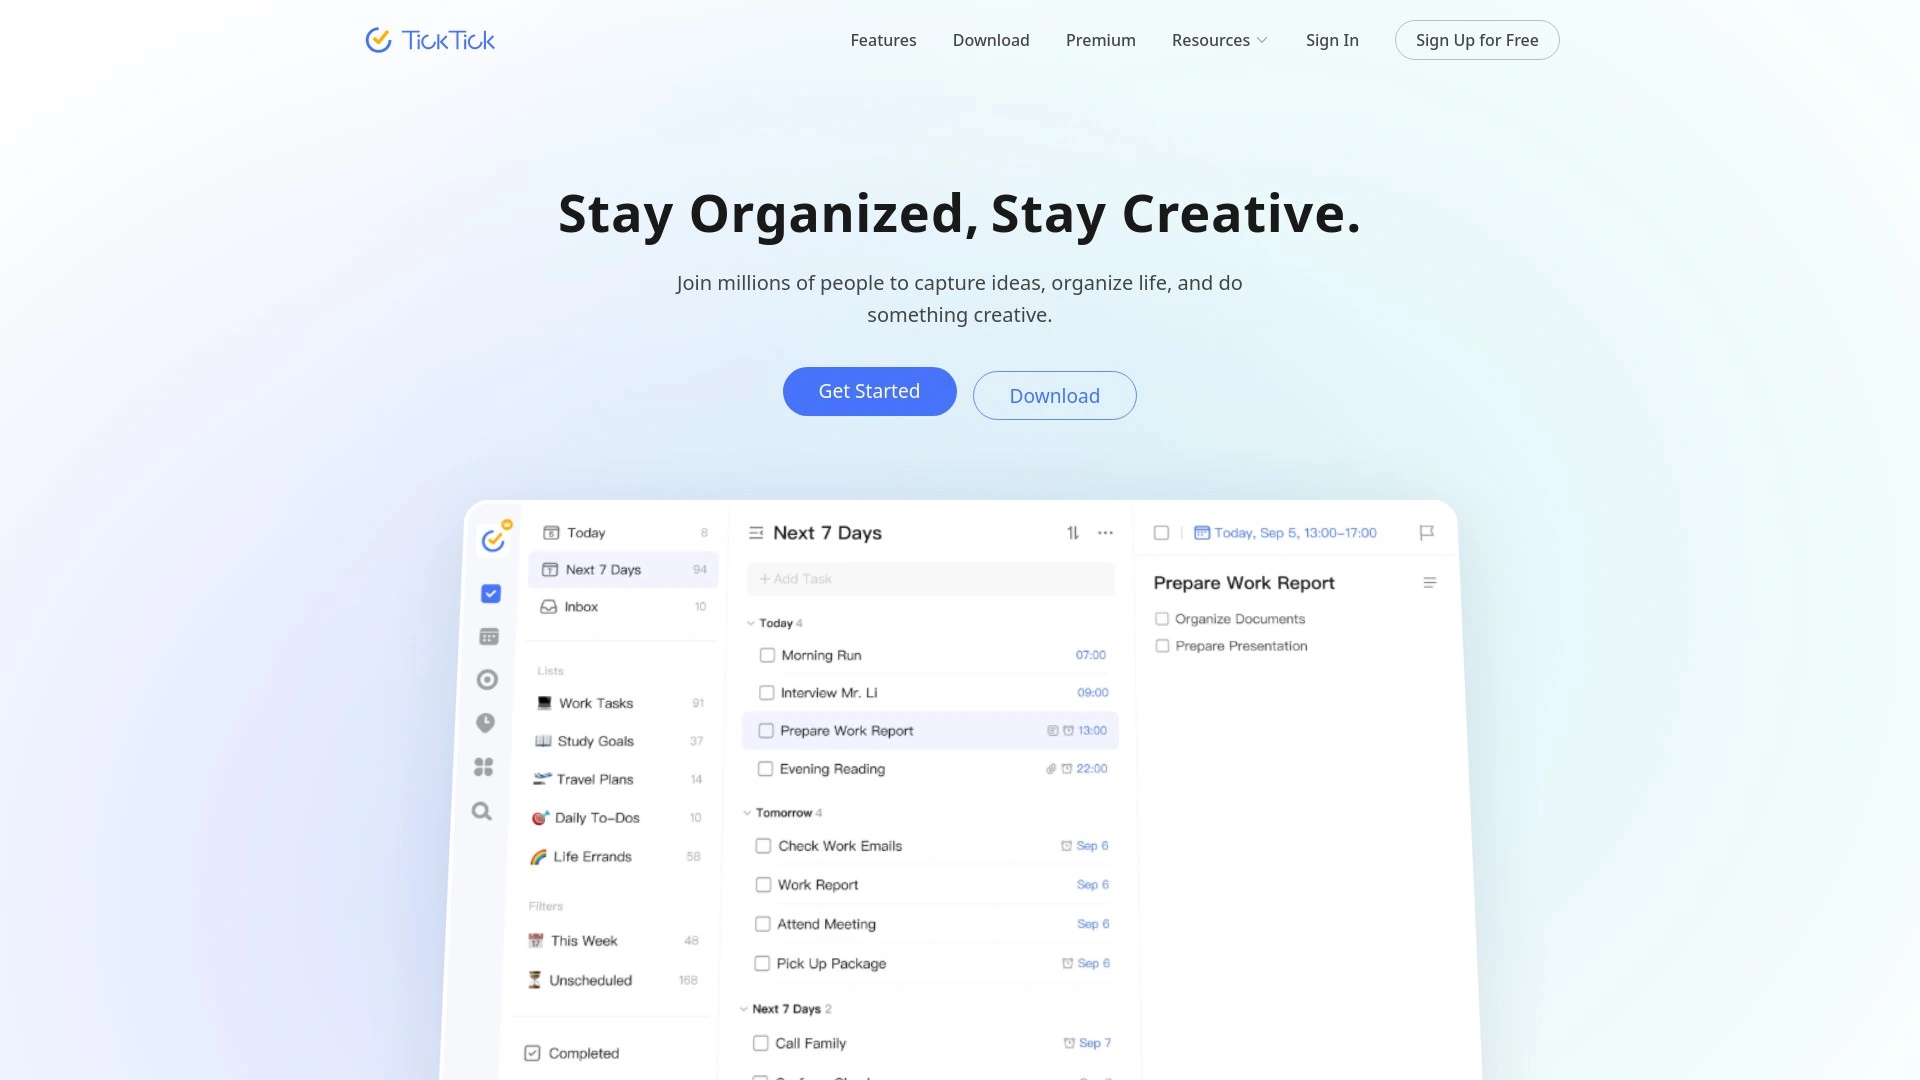 TickTick
Features
Download
Premium
Resources
Sign In
Sign Up for Free
Stay Organized, Stay Creative.
Join millions of people to capture ideas, organize life, and do
something creative.
Get Started
Download
Today 8
Next 7 Days 94
Inbox 10
Lists
Work Tasks 91
Study Goals 37
Travel Plans 14
Daily To-Dos 10
Life Errands 58
Filters
This Week 48
Unscheduled 168
Completed
Next 7 Days
+ Add Task
Today 4
Morning Run 07:00
Interview Mr. Li 09:00
Prepare Work Report 13:00
Evening Reading 22:00
Tomorrow 4
Check Work Emails Sep 6
Work Report Sep 6
Attend Meeting Sep 6
Pick Up Package Sep 6
Next 7 Days 2
Call Family Sep 7
Today, Sep 5, 13:00-17:00
Prepare Work Report
Organize Documents
Prepare Presentation